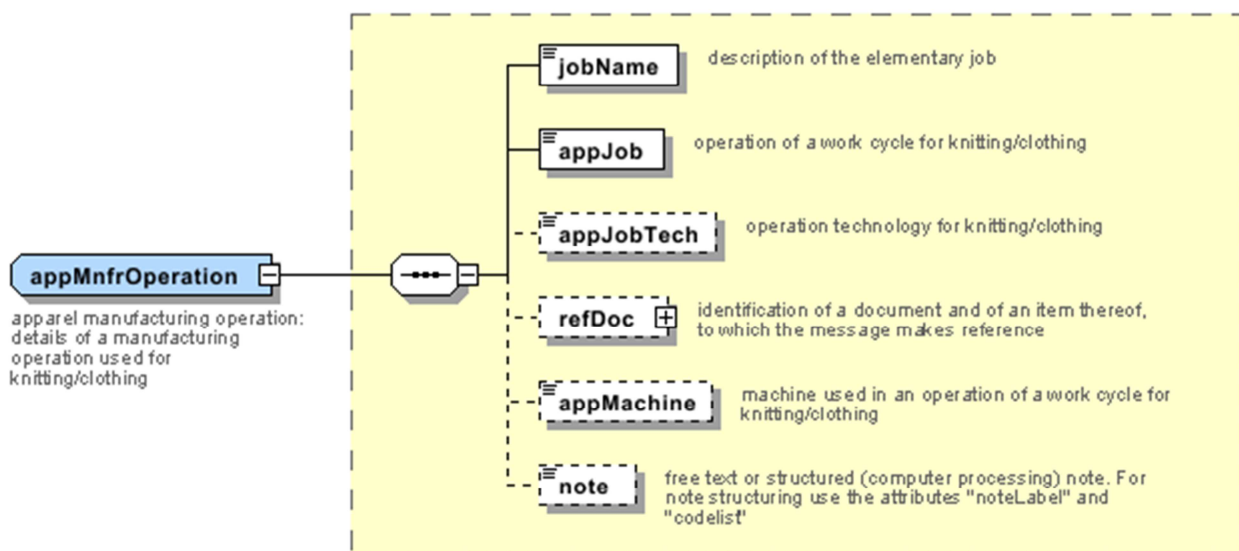 jobName
description of the elementary job
appJob
operation of a work cycle for knitting/clothing
appJobTech
operation technology for knitting/clothing
appMnfrOperation
apparel manufacturing operation:
details of a manufacturing
operation used for
knitting/clothing
refDoc
identification of a document and of an item thereof,
to which the message makes reference
appMachine
machine used in an operation of a work cycle for
knitting/clothing
note
free text or structured (computer processing) note. For
note structuring use the attributes "noteLabel" and
"codelist"